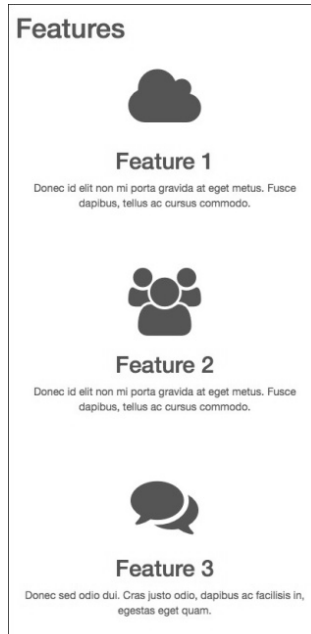 Features
Feature 1
Donec id elit non mi porta gravida at eget metus. Fusce
dapibus, tellus ac cursus commodo.
Feature 2
Donec id elit non mi porta gravida at eget metus. Fusce
dapibus, tellus ac cursus commodo.
Feature 3
Donec sed odio dui. Cras justo odio, dapibus ac facilisis in,
egestas eget quam.